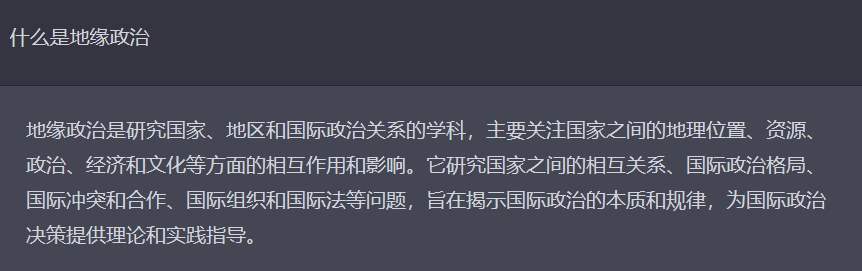 什么是地缘政治
地缘政治是研究国家、地区和国际政治关系的学科，主要关注国家之间的地理位置、资源、
政治、经济和文化等方面的相互作用和影响。它研究国家之间的相互关系、国际政治格局、
国际冲突和合作、国际组织和国际法等问题，旨在揭示国际政治的本质和规律，为国际政治
决策提供理论和实践指导。